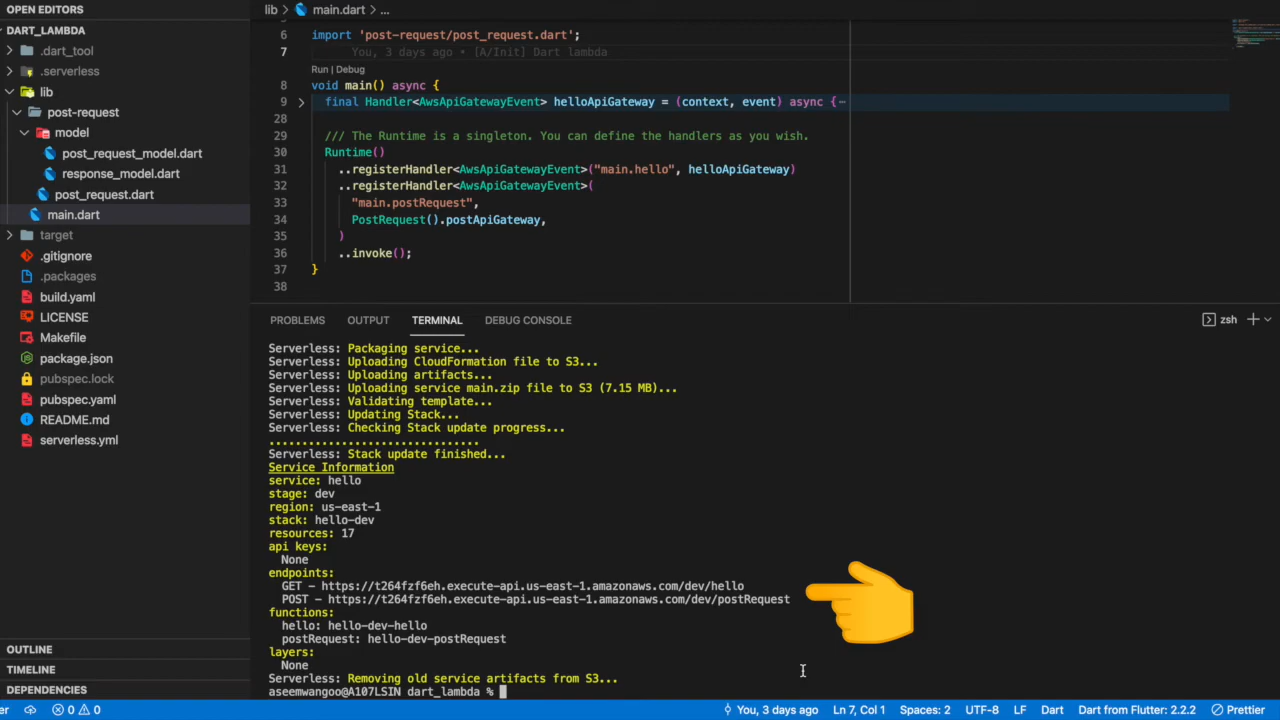 OPEN EDITORS
DART_LAMBDA
.dart_tool
.serverless
lib
post-request
model
post_request_model.dart
response_model.dart
post_request.dart
main.dart
target
.gitignore
.packages
build.yaml
LICENSE
Makefile
package.json
pubspec.lock
pubspec.yaml
README.md
serverless.yml
OUTLINE
TIMELINE
DEPENDENCIES
lib > main.dart > ...
6 import 'post-request/post_request.dart';
7 You, 3 days ago • [A/Init] Dart lambda
Run | Debug
8 void main() async {
9 final Handler<AwsApiGatewayEvent> helloApiGateway = (context, event) async {
28
29 /// The Runtime is a singleton. You can define the handlers as you wish.
30 Runtime()
31 ..registerHandler<AwsApiGatewayEvent>("main.hello", helloApiGateway)
32 ..registerHandler<AwsApiGatewayEvent>(
33 "main.postRequest",
34 PostRequest().postApiGateway,
35 )
36 ..invoke();
37 }
38
PROBLEMS OUTPUT TERMINAL DEBUG CONSOLE zsh
Serverless: Packaging service...
Serverless: Uploading CloudFormation file to S3...
Serverless: Uploading artifacts...
Serverless: Uploading service main.zip file to S3 (7.15 MB)...
Serverless: Validating template...
Serverless: Updating Stack...
Serverless: Checking Stack update progress...
................................
Serverless: Stack update finished...
Service Information
service: hello
stage: dev
region: us-east-1
stack: hello-dev
resources: 17
api keys:
None
endpoints:
GET - https://t264fzf6eh.execute-api.us-east-1.amazonaws.com/dev/hello
POST - https://t264fzf6eh.execute-api.us-east-1.amazonaws.com/dev/postRequest
functions:
hello: hello-dev-hello
postRequest: hello-dev-postRequest
layers:
None
Serverless: Removing old service artifacts from S3...
aseemwangoo@A107LSIN dart_lambda %
er 0 0 You, 3 days ago Ln 7, Col 1 Spaces: 2 UTF-8 LF Dart Dart from Flutter: 2.2.2 Prettier